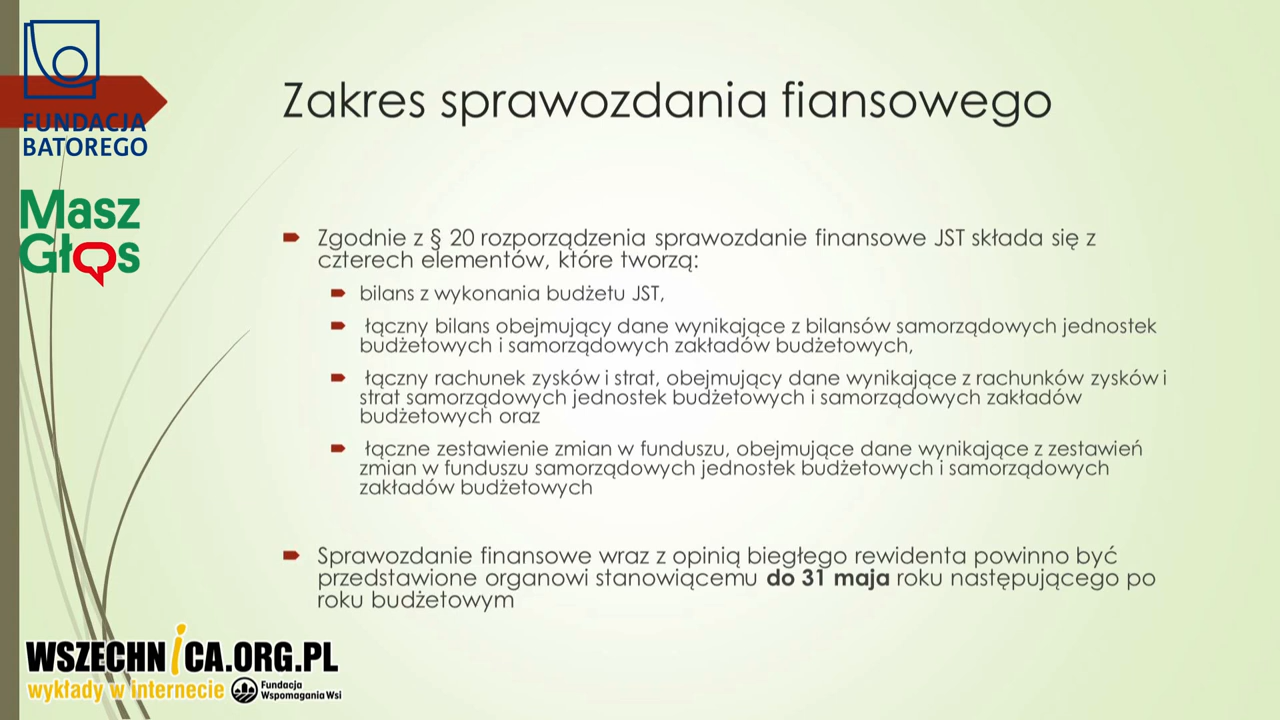 FUNDACJA
BATOREGO
Masz
Głos
Zakres sprawozdania fiansowego
Zgodnie z § 20 rozporządzenia sprawozdanie finansowe JST składa się z
czterech elementów, które tworzą:
bilans z wykonania budżetu JST,
łączny bilans obejmujący dane wynikające z bilansów samorządowych jednostek
budżetowych i samorządowych zakładów budżetowych,
łączny rachunek zysków i strat, obejmujący dane wynikające z rachunków zysków i
strat samorządowych jednostek budżetowych i samorządowych zakładów
budżetowych oraz
łączne zestawienie zmian w funduszu, obejmujące dane wynikające z zestawień
zmian w funduszu samorządowych jednostek budżetowych i samorządowych
zakładów budżetowych
Sprawozdanie finansowe wraz z opinią biegłego rewidenta powinno być
przedstawione organowi stanowiącemu do 31 maja roku następującego po
roku budżetowym
WSZECHNiCA.ORG.PL
wykłady w internecie
Fundacja
Wspomagania Wsi